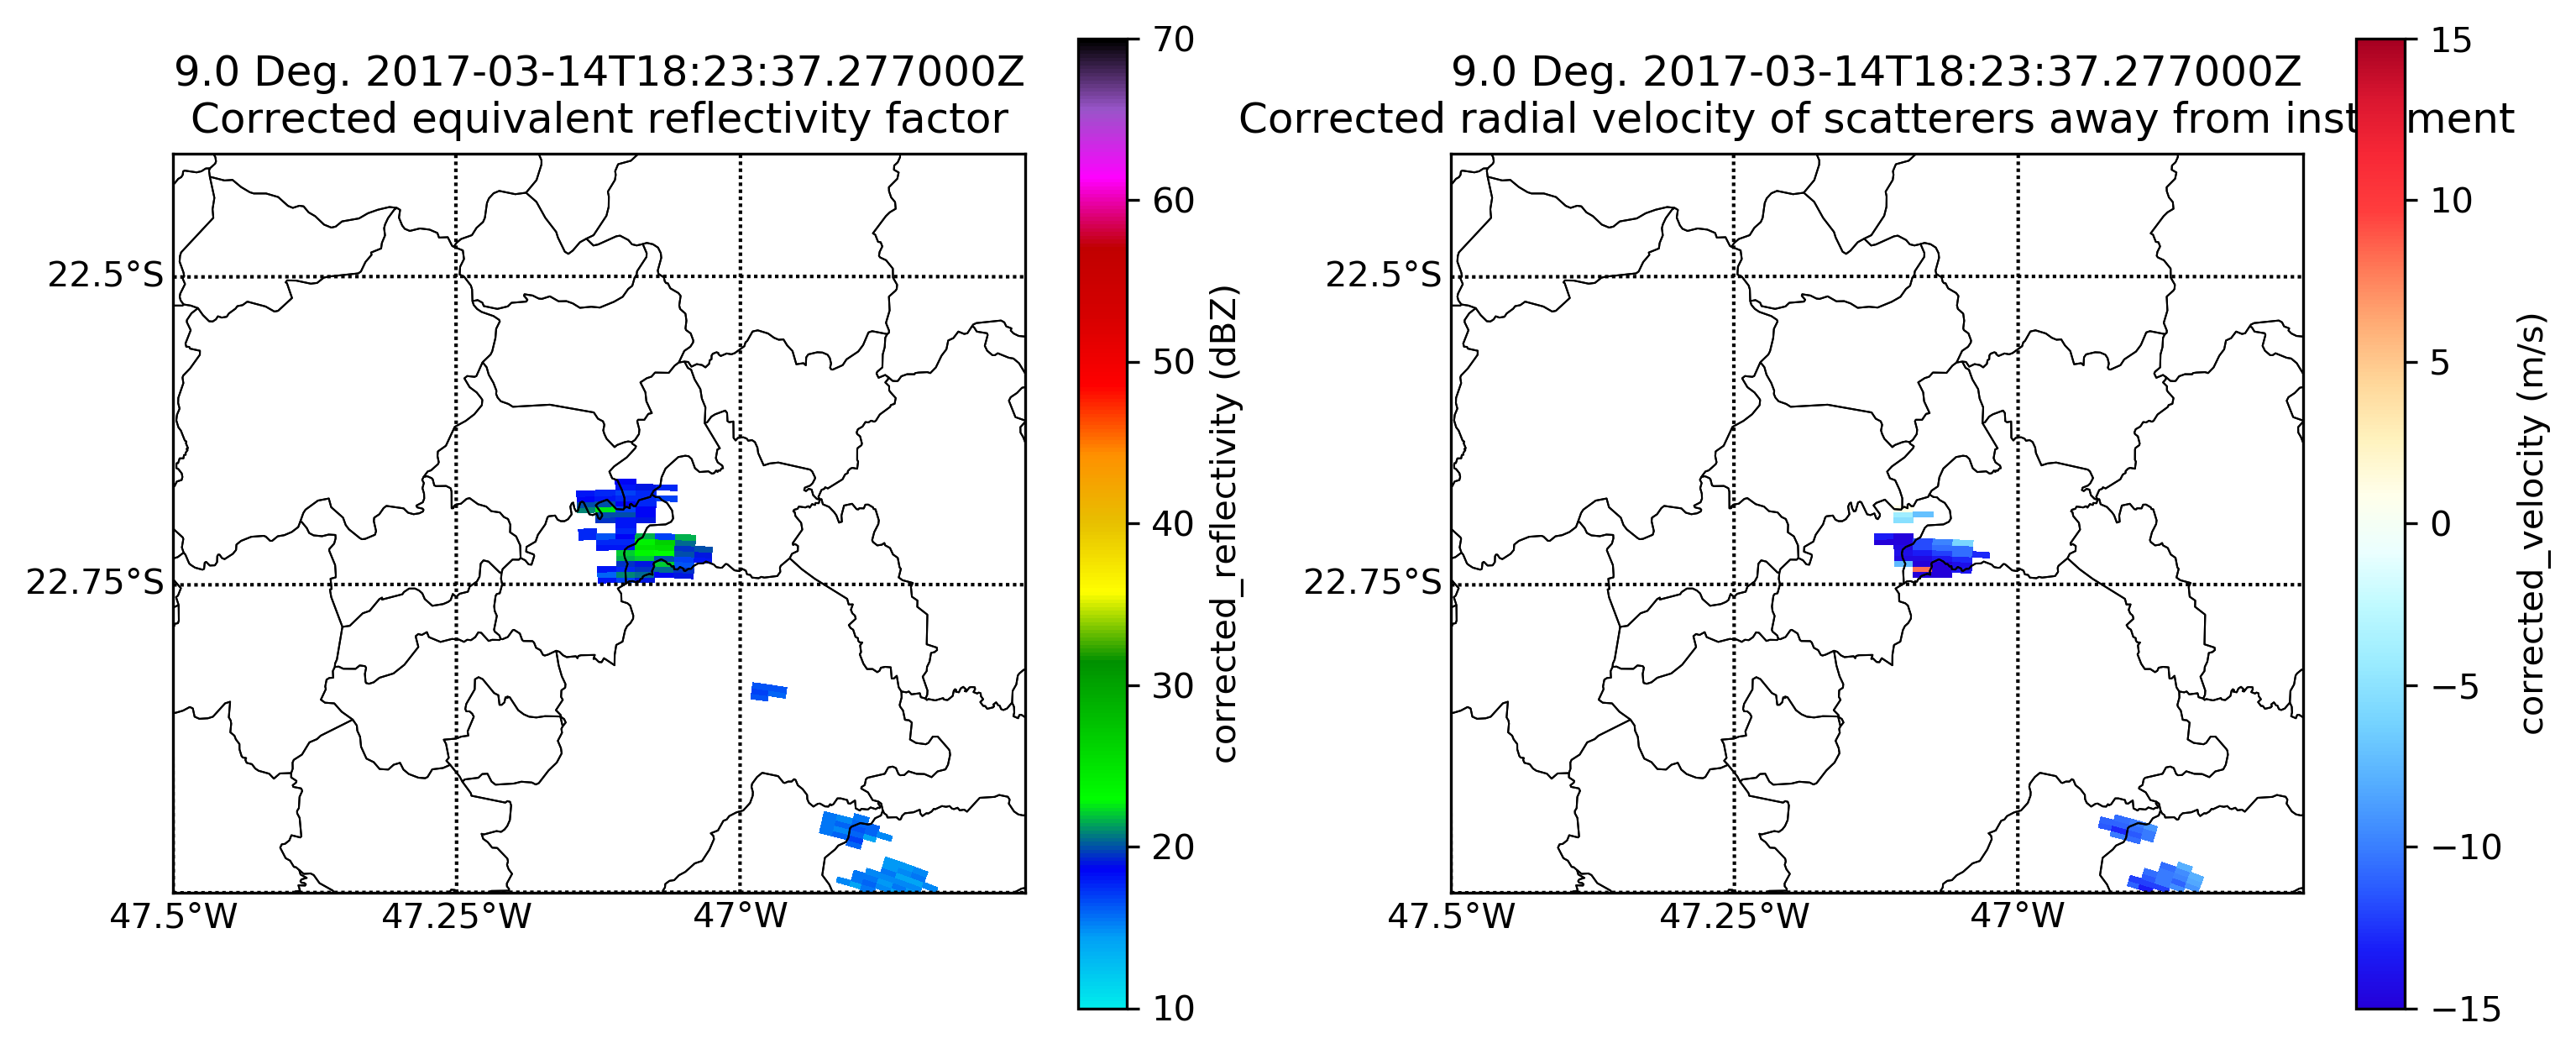 9.0 Deg. 2017-03-14T18:23:37.277000Z
Corrected equivalent reflectivity factor
22.5°S
22.75°S
47.5°W
47.25°W
47°W
70
60
50
40
30
20
10
corrected_reflectivity (dBZ)
9.0 Deg. 2017-03-14T18:23:37.277000Z
Corrected radial velocity of scatterers away from inst ment
22.5°S
22.75°S
47.5°W
47.25°W
47°W
15
10
5
0
−5
−10
−15
corrected_velocity (m/s)